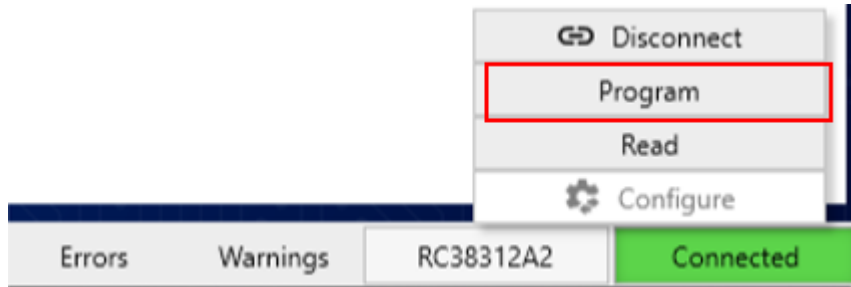 Disconnect
Program
Read
Configure
Errors Warnings RC38312A2 Connected